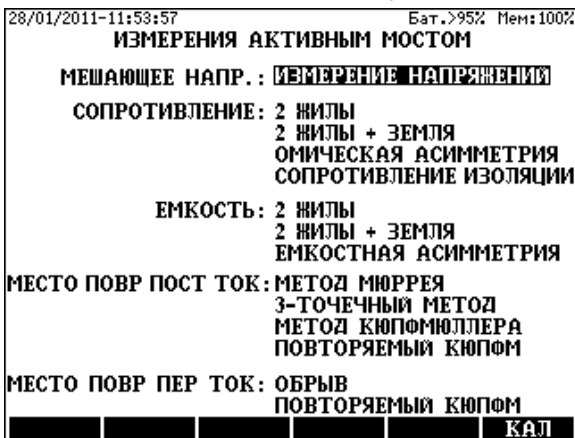 28/01/2011-11:53:57 Бат.>95% Мем:100%
ИЗМЕРЕНИЯ АКТИВНЫМ МОСТОМ
МЕШАЮЩЕЕ НАПР.: ИЗМЕРЕНИЕ НАПРЯЖЕНИЙ
СОПРОТИВЛЕНИЕ: 2 ЖИЛЫ
2 ЖИЛЫ + ЗЕМЛЯ
ОМИЧЕСКАЯ АСИММЕТРИЯ
СОПРОТИВЛЕНИЕ ИЗОЛЯЦИИ
ЕМКОСТЬ: 2 ЖИЛЫ
2 ЖИЛЫ + ЗЕМЛЯ
ЕМКОСТНАЯ АСИММЕТРИЯ
МЕСТО ПОВР ПОСТ ТОК: МЕТОД МЮРРЕЯ
3-ТОЧЕЧНЫЙ МЕТОД
МЕТОД КЮПФМЮЛЛЕРА
ПОВТОРЯЕМЫЙ КЮПФМ
МЕСТО ПОВР ПЕР ТОК: ОБРЫВ
ПОВТОРЯЕМЫЙ КЮПФМ
КАЛ